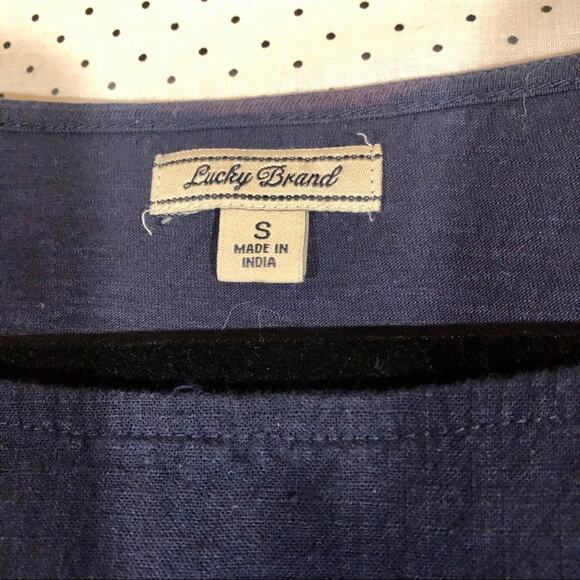 Lucky Brand
S
MADE IN
INDIA